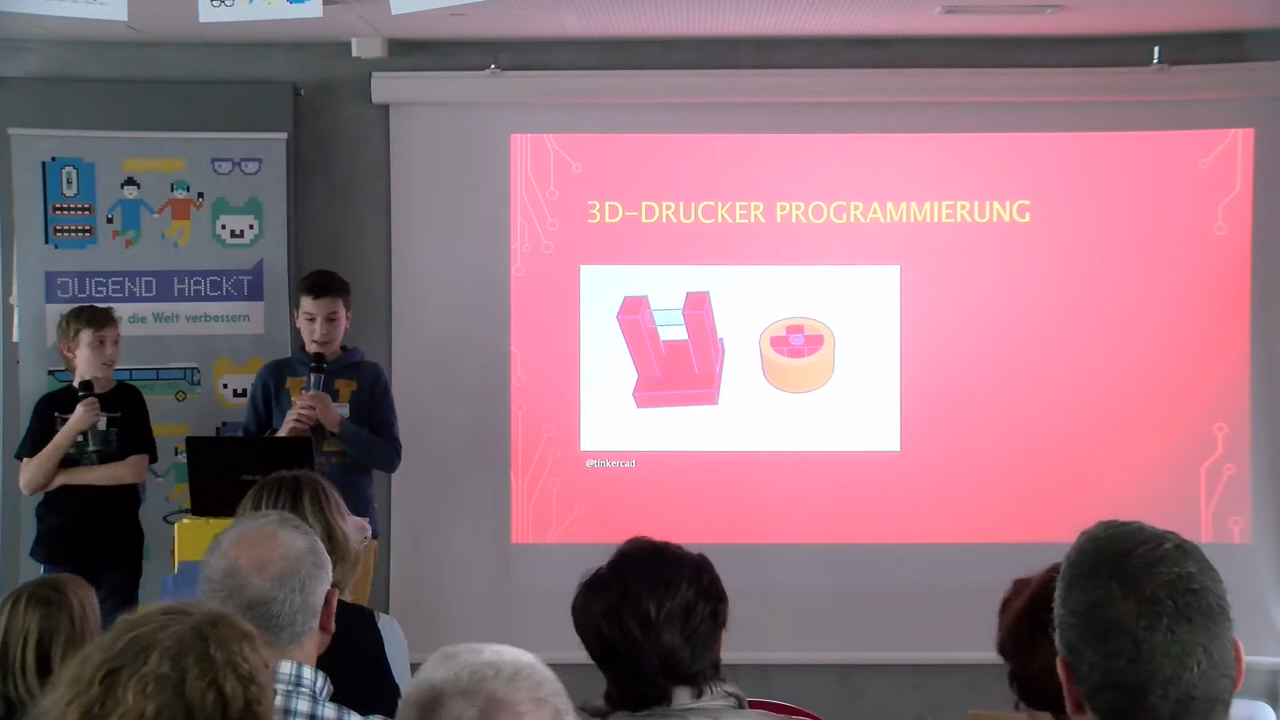 JUGEND HACKT
die Welt verbessern
3D-DRUCKER PROGRAMMIERUNG
@tinkercad